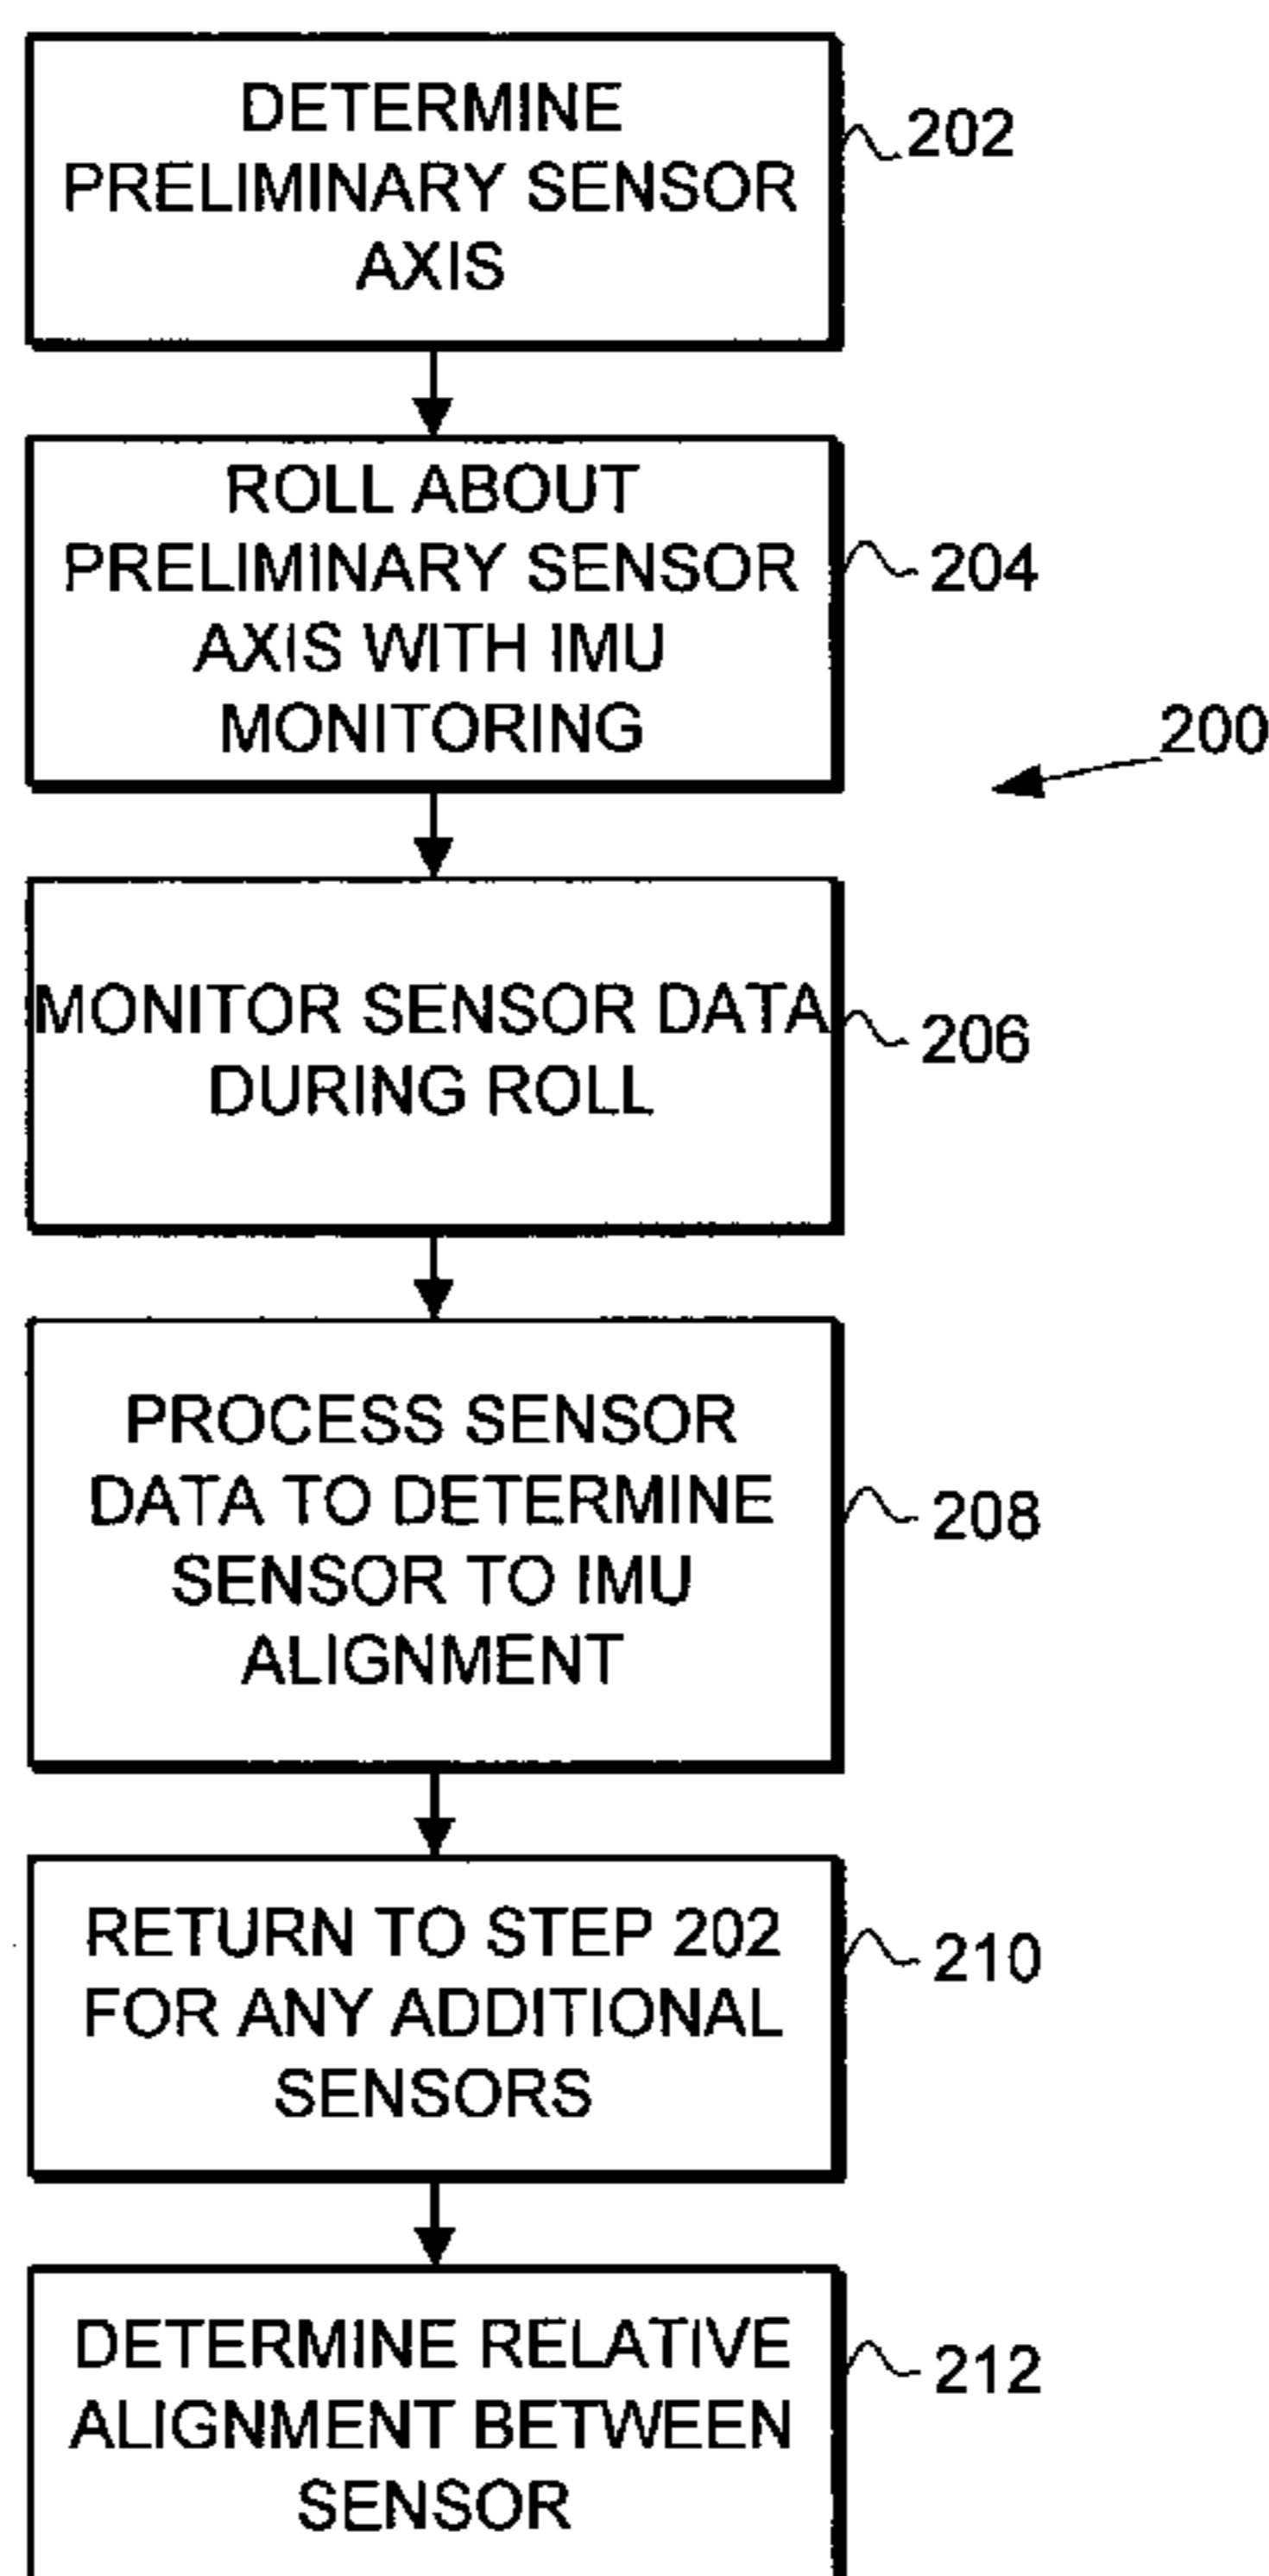 DETERMINE
PRELIMINARY SENSOR
AXIS
202
ROLL ABOUT
PRELIMINARY SENSOR
AXIS WITH IMU
MONITORING
204
200
MONITOR SENSOR DATA
DURING ROLL
206
PROCESS SENSOR
DATA TO DETERMINE
SENSOR TO IMU
ALIGNMENT
208
RETURN TO STEP 202
FOR ANY ADDITIONAL
SENSORS
210
DETERMINE RELATIVE
ALIGNMENT BETWEEN
SENSOR
212